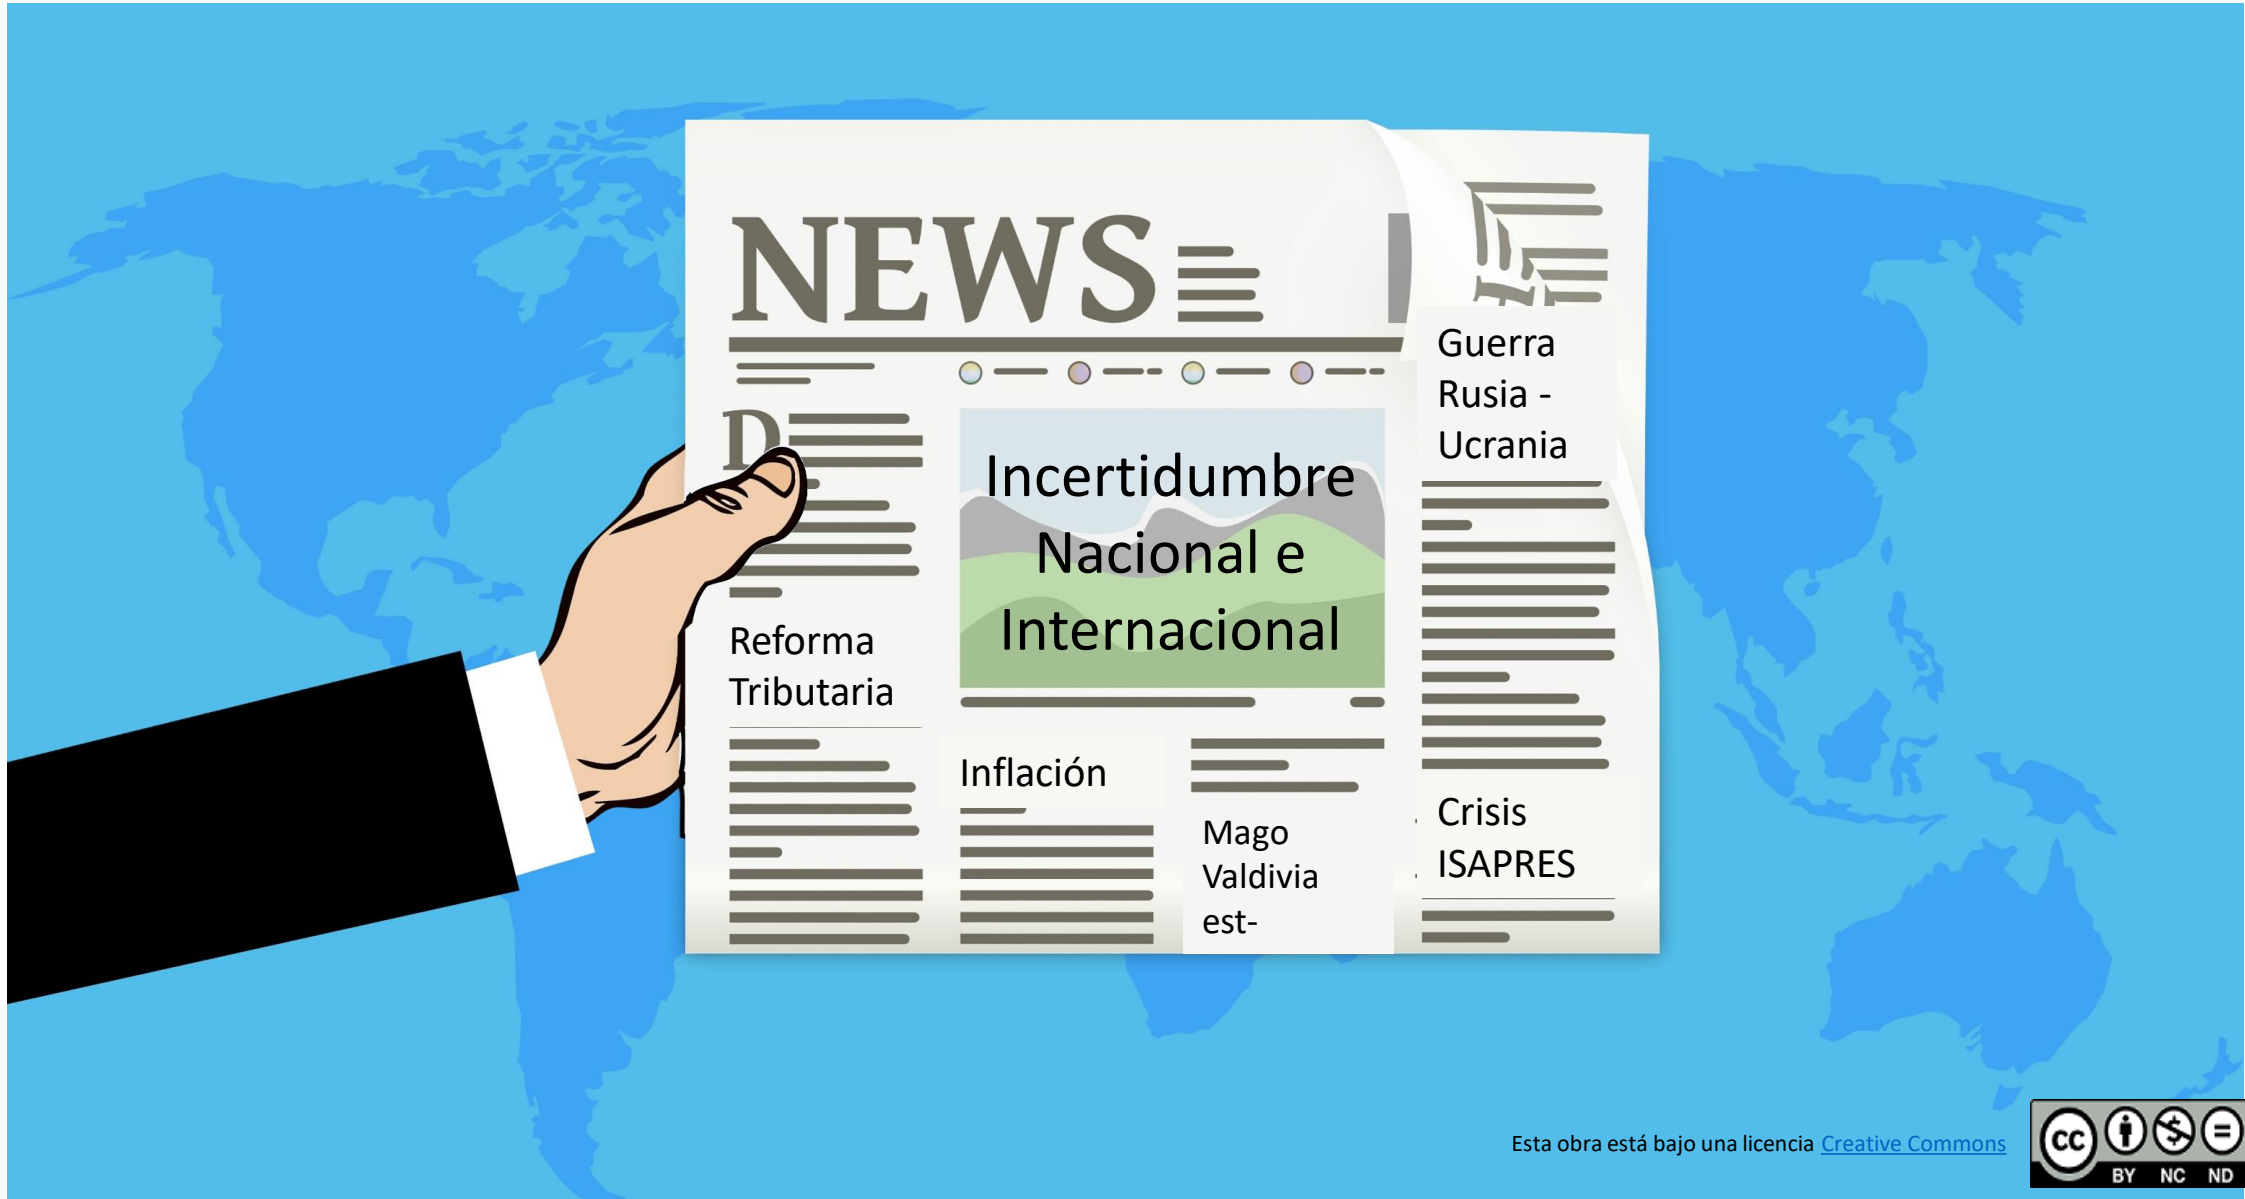 NEWS
D
Reforma
Tributaria
Incertidumbre
Nacional e
Internacional
Inflación
Mago
Valdivia
est-
Guerra
Rusia -
Ucrania
Crisis
ISAPRES
Esta obra está bajo una licencia Creative Commons
cc
BY NC ND